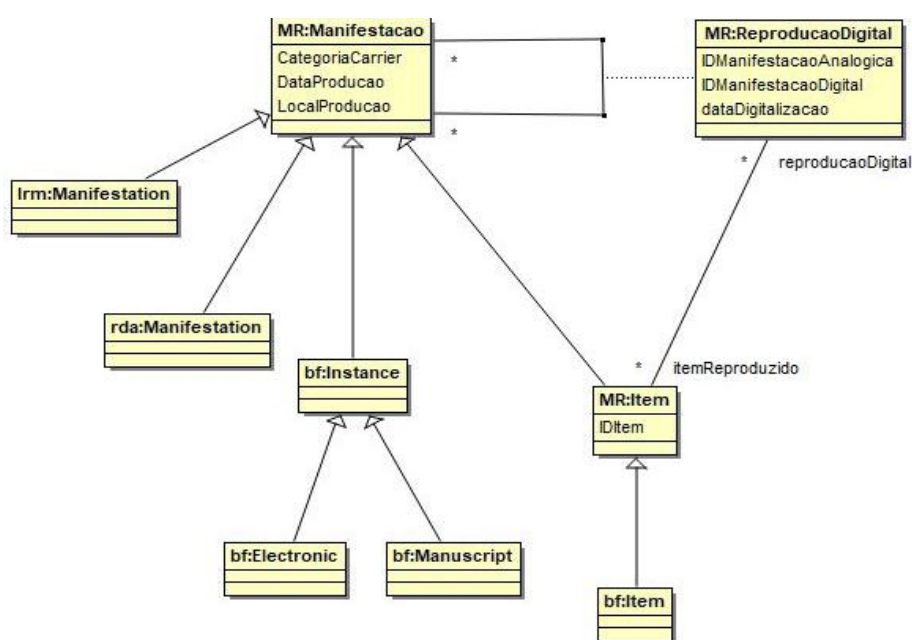 MR:Manifestacao
CategoriaCarrier
DataProducao
LocalProducao
*
*
MR:ReproducaoDigital
IDManifestacaoAnalogica
IDManifestacaoDigital
dataDigitalizacao
* reproducaoDigital
lrm:Manifestation
rda:Manifestation
bf:Instance
* itemReproduzido
MR:Item
IDItem
bf:Electronic
bf:Manuscript
bf:Item